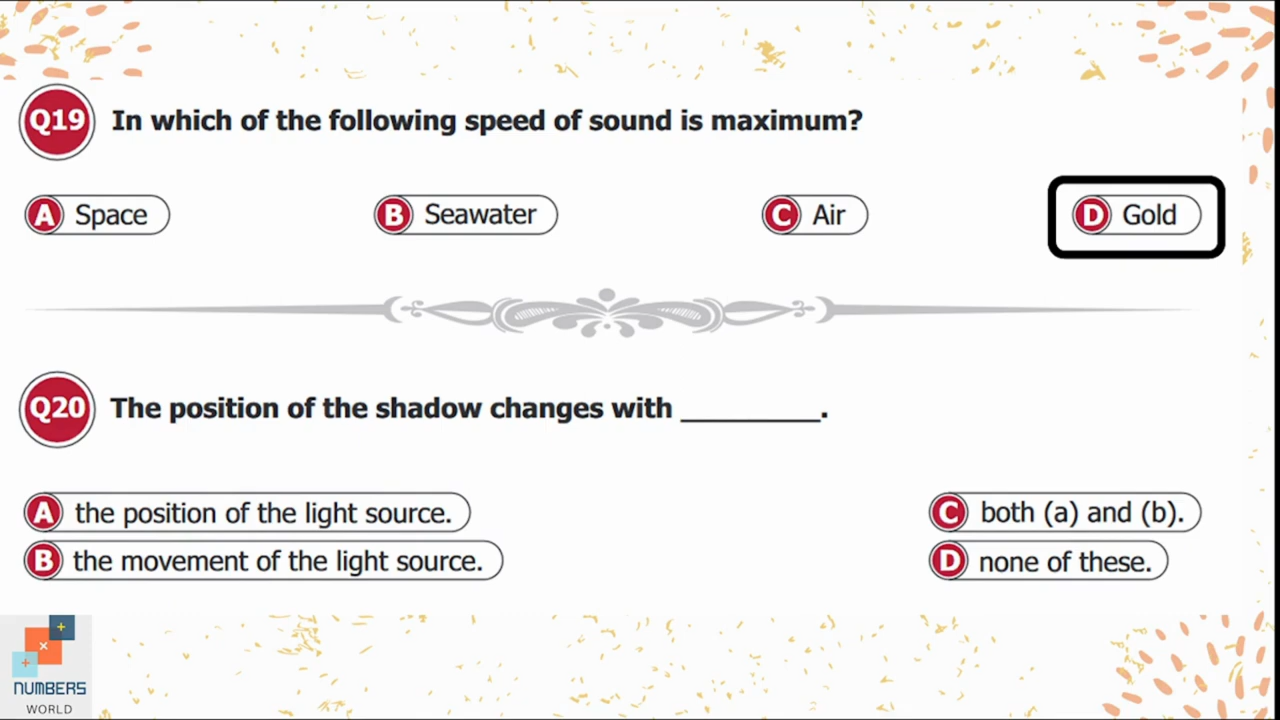 Q19 In which of the following speed of sound is maximum?
A Space B Seawater C Air D Gold
Q20 The position of the shadow changes with __________.
A the position of the light source. C both (a) and (b).
B the movement of the light source. D none of these.
NUMBERS
WORLD